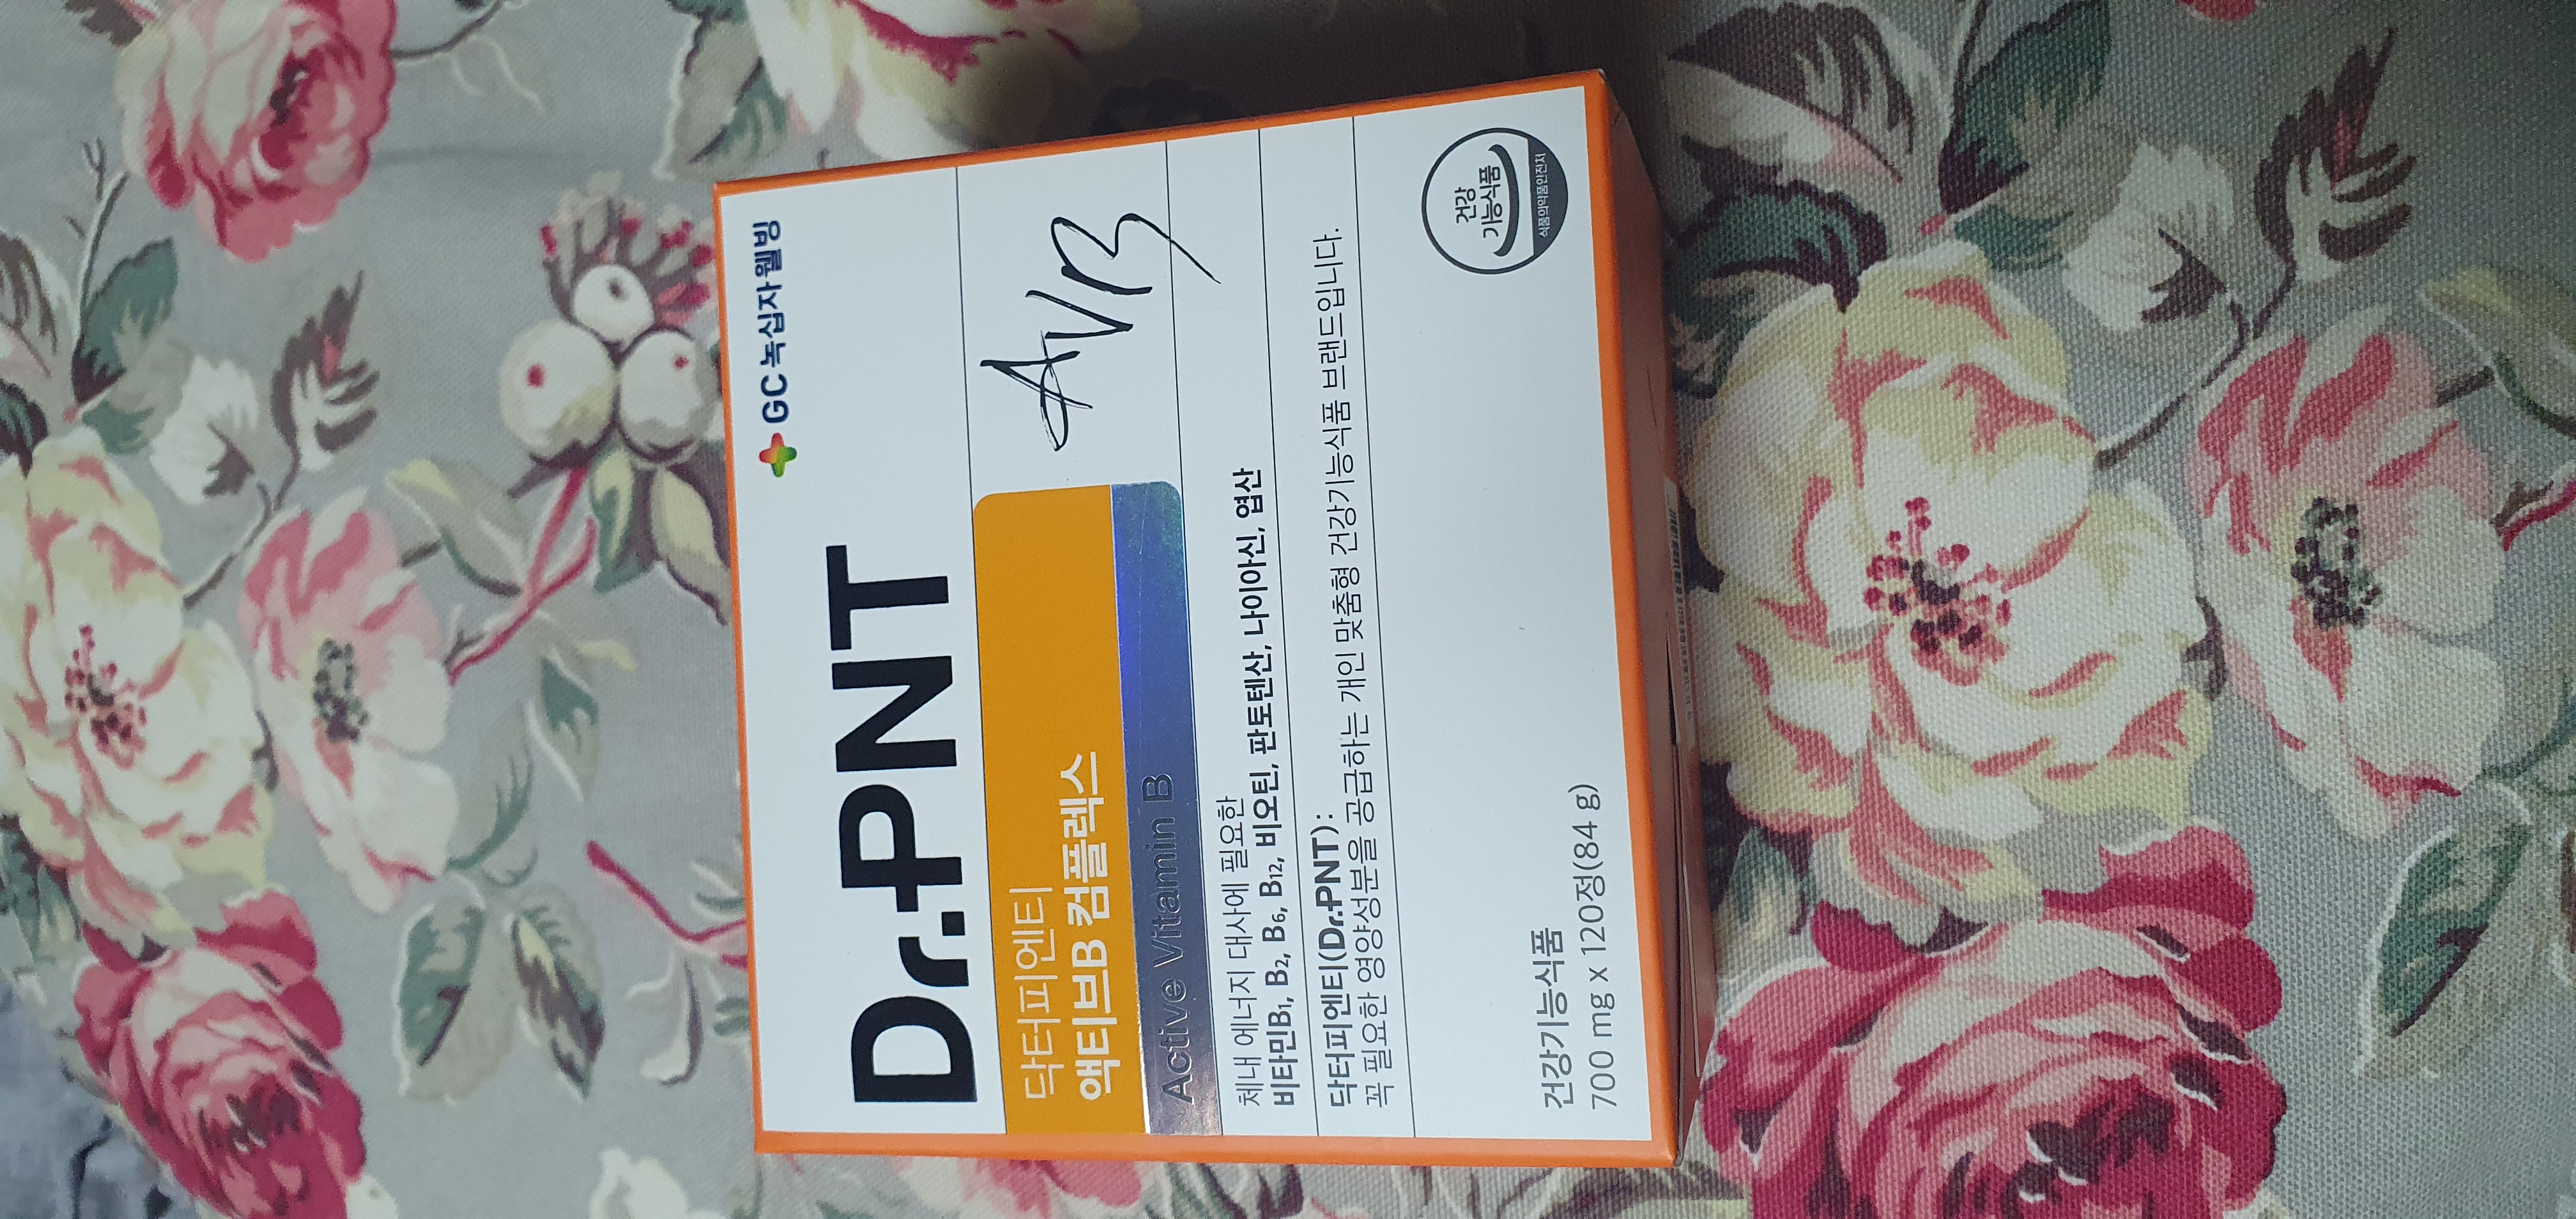 GC녹십자웰빙
Dr.PNT
닥터피엔티
액티브B 컴플렉스
AVB
Active Vitamin B
체내 에너지 대사에 필요한
비타민B₁, B₂, B₆, B₁₂, 비오틴, 판토텐산, 나이아신, 엽산
닥터피엔티(Dr.PNT):
꼭 필요한 영양성분을 공급하는 개인 맞춤형 건강기능식품 브랜드입니다.
건강기능식품
700 mg x 120정(84 g)
건강
기능식품
식품의약품안전처